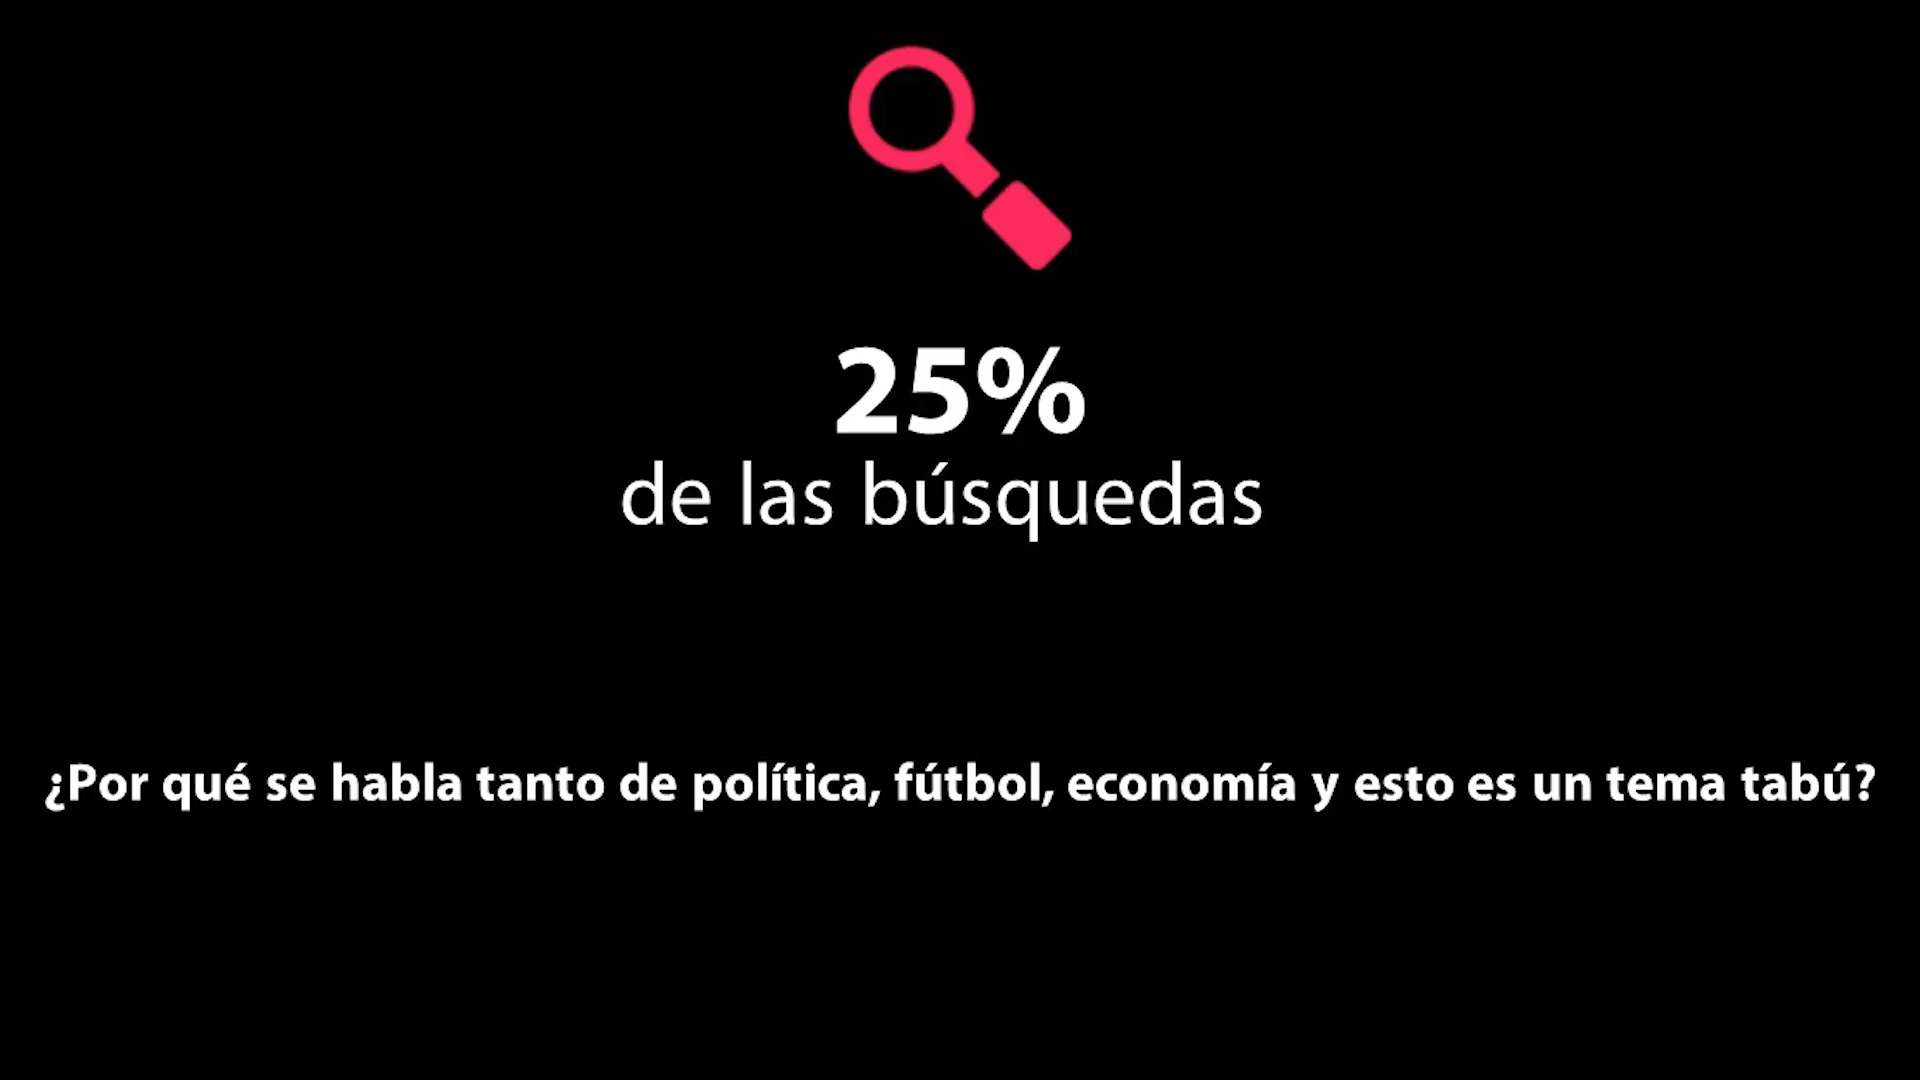 25%
de las búsquedas
¿Por qué se habla tanto de política, fútbol, economía y esto es un tema tabú?